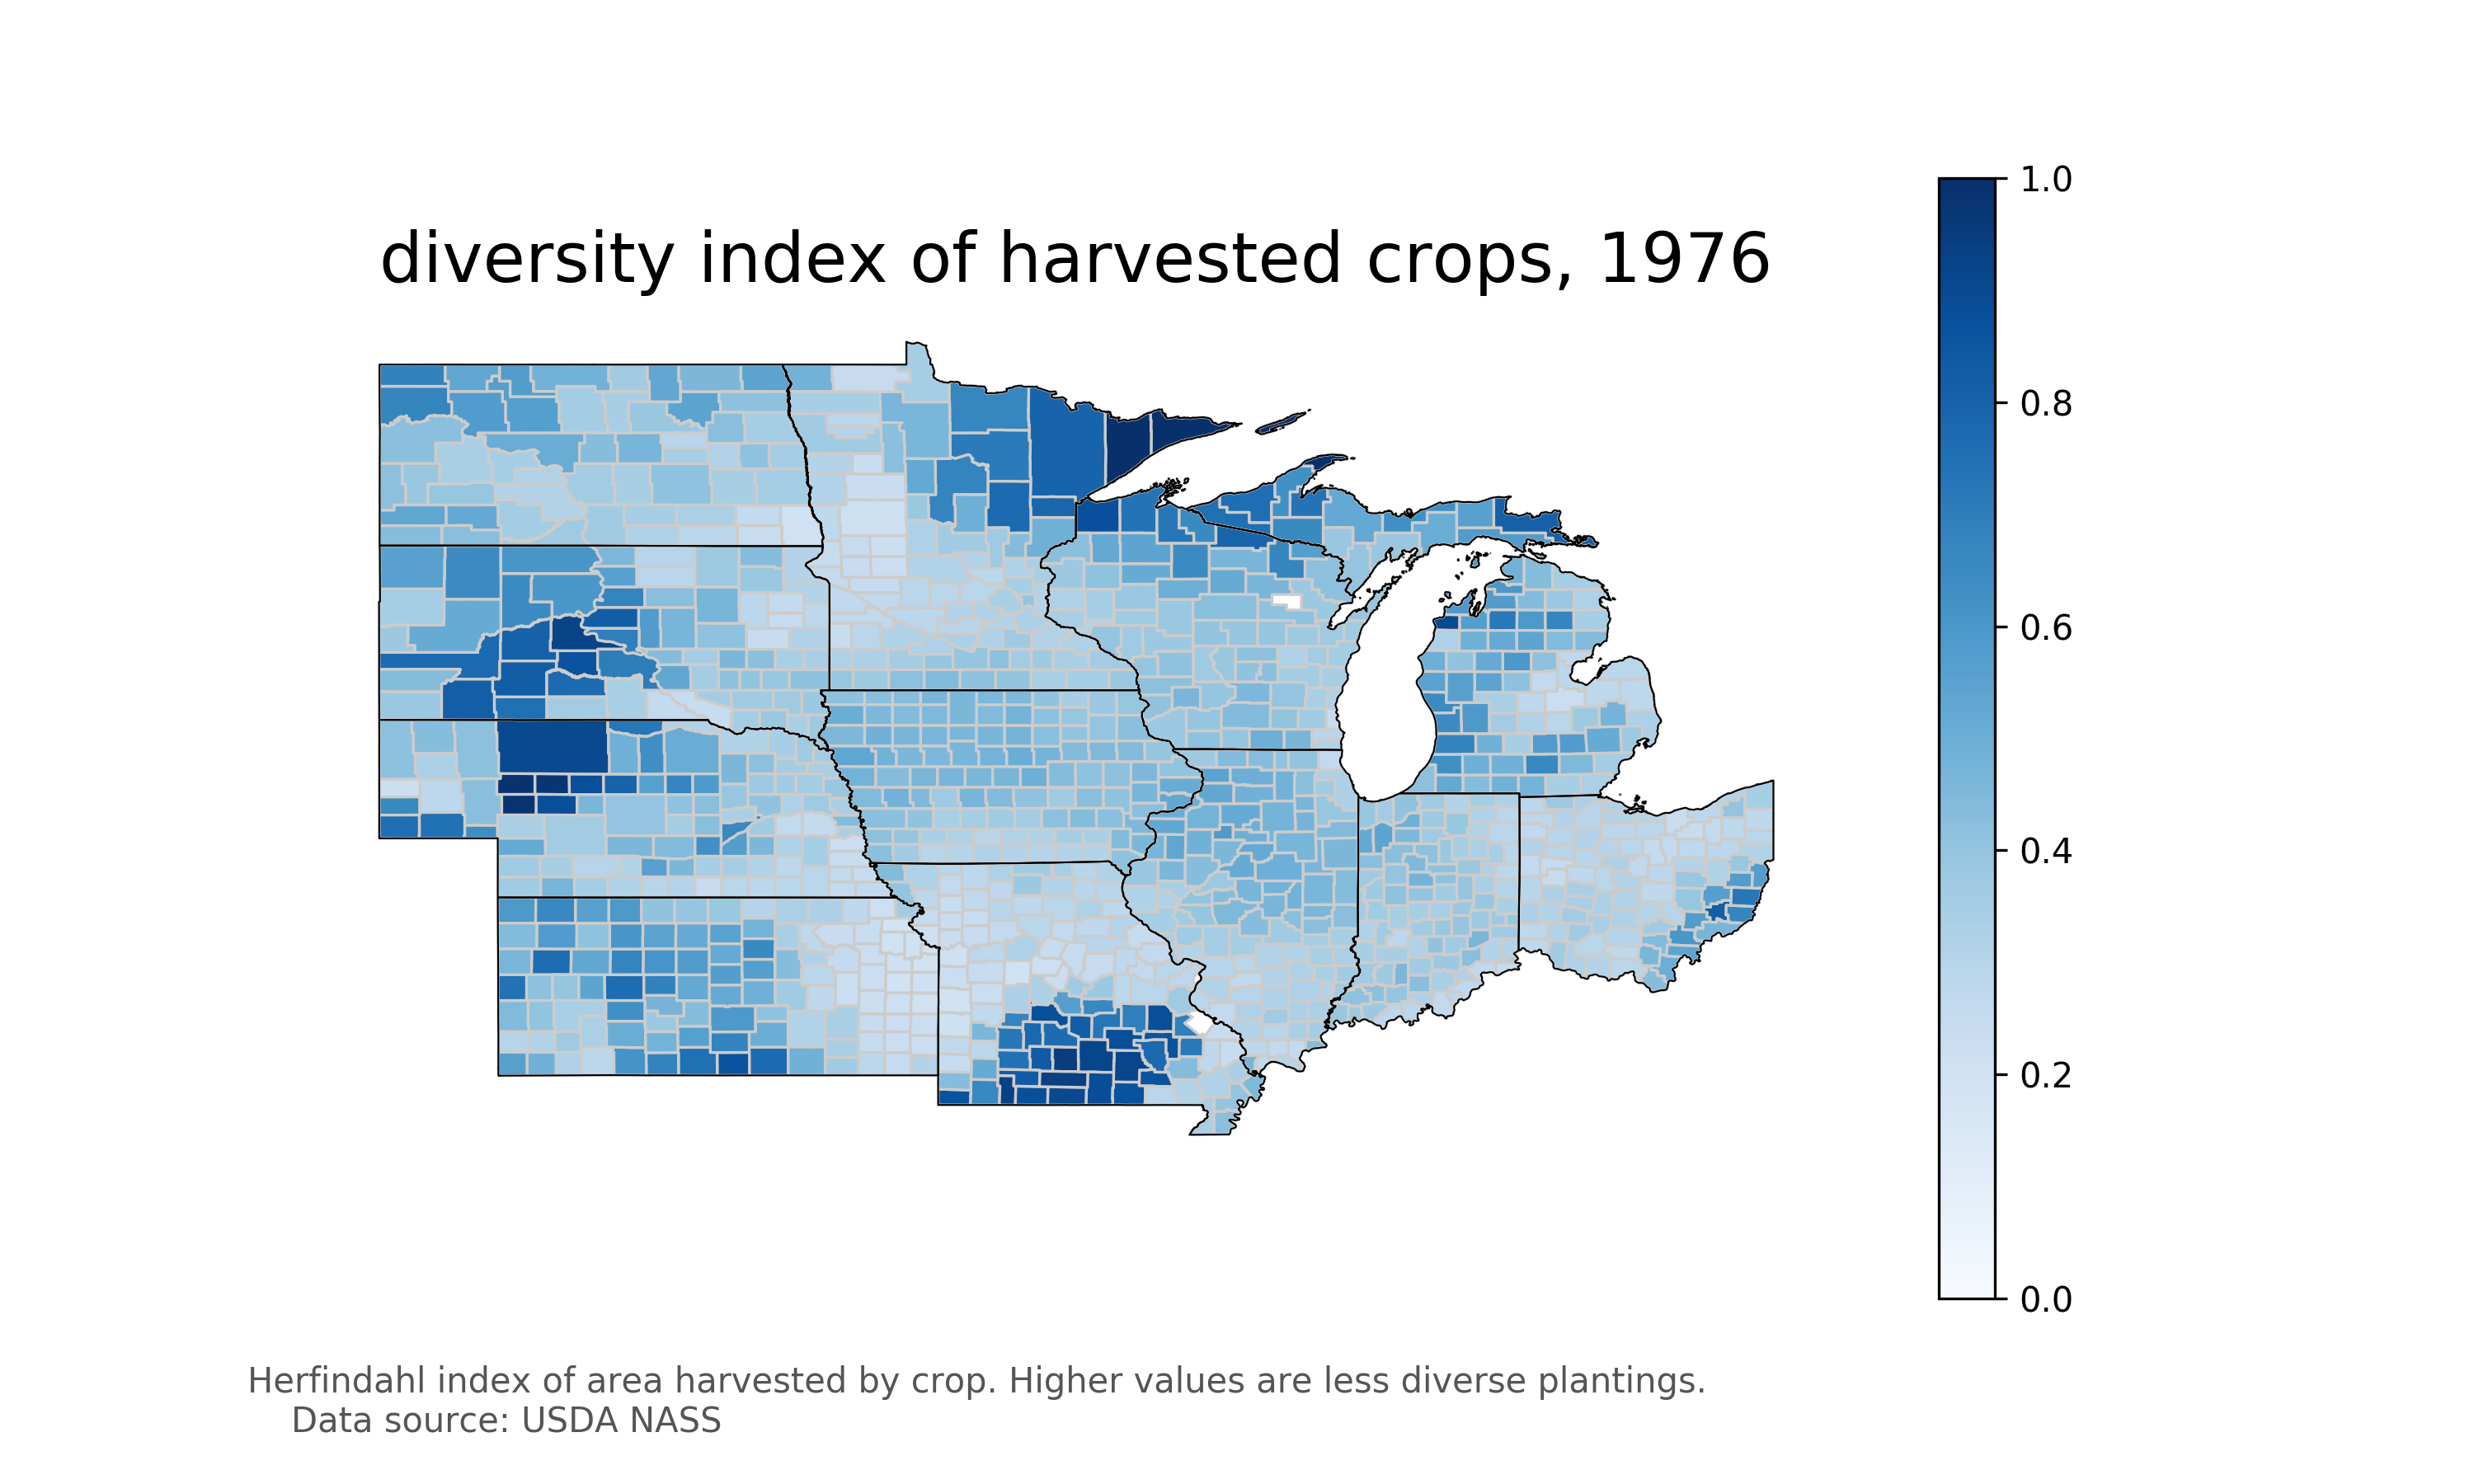 diversity index of harvested crops, 1976
1.0
0.8
0.6
0.4
0.2
0.0
Herfindahl index of area harvested by crop. Higher values are less diverse plantings.
Data source: USDA NASS